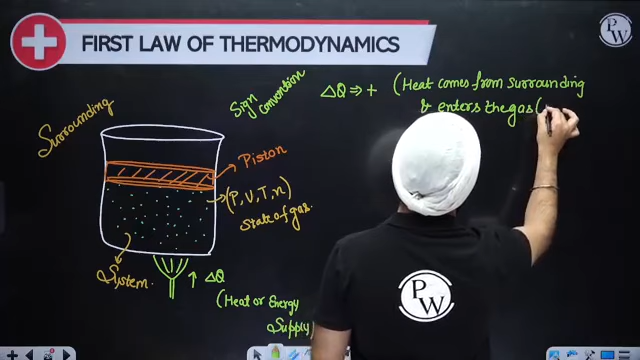 FIRST LAW OF THERMODYNAMICS
PW
Surrounding
Sign
convention
ΔQ ⇒ +
(Heat comes from surrounding
& enters the gas (
Piston
(P, V, T, n)
state of gas.
System.
↑ ΔQ
(Heat or Energy
Supply)
PW